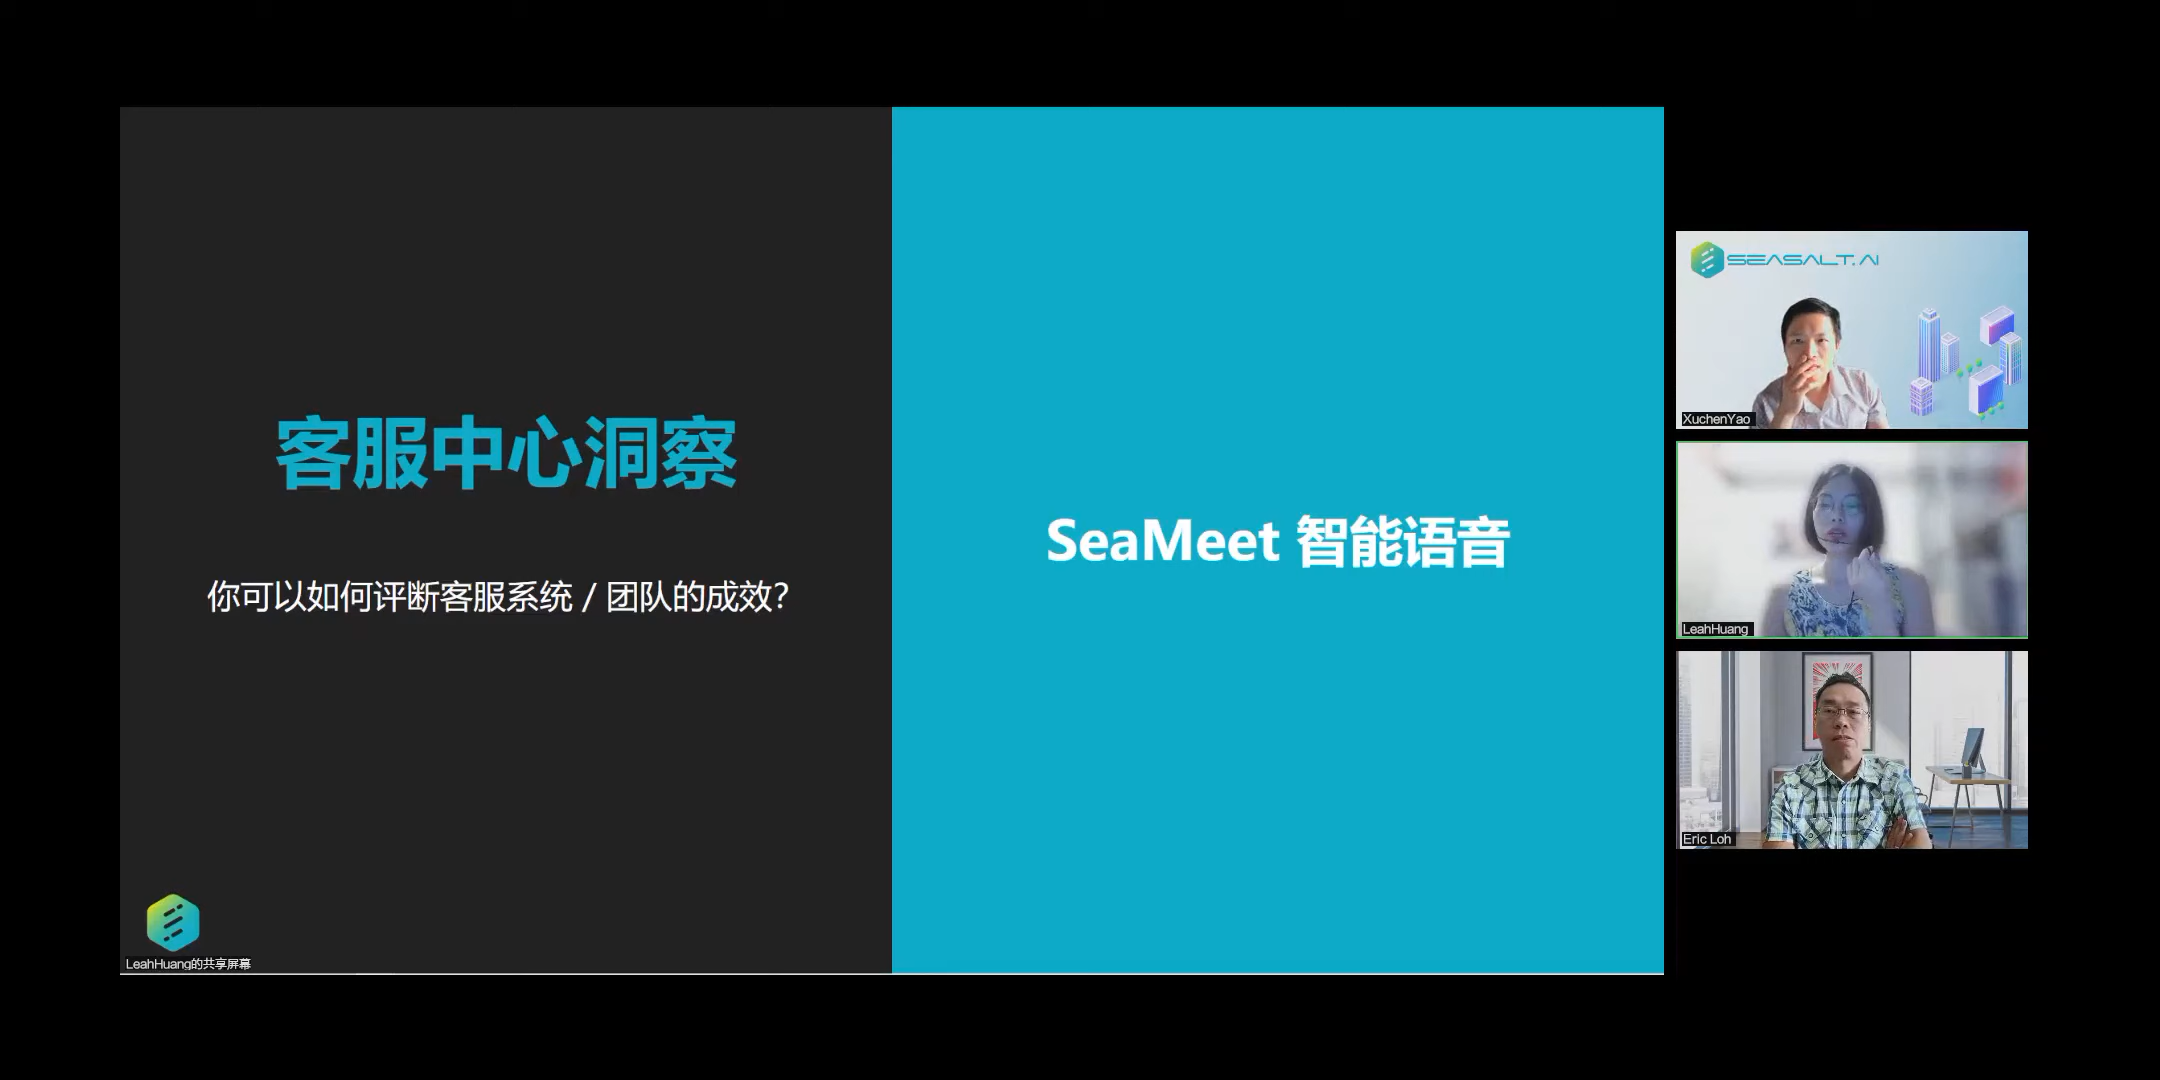 客服中心洞察
你可以如何评断客服系统 / 团队的成效？
LeahHuang的共享屏幕
SeaMeet 智能语音
SEASALT.AI
XuchenYao
LeahHuang
Eric Loh